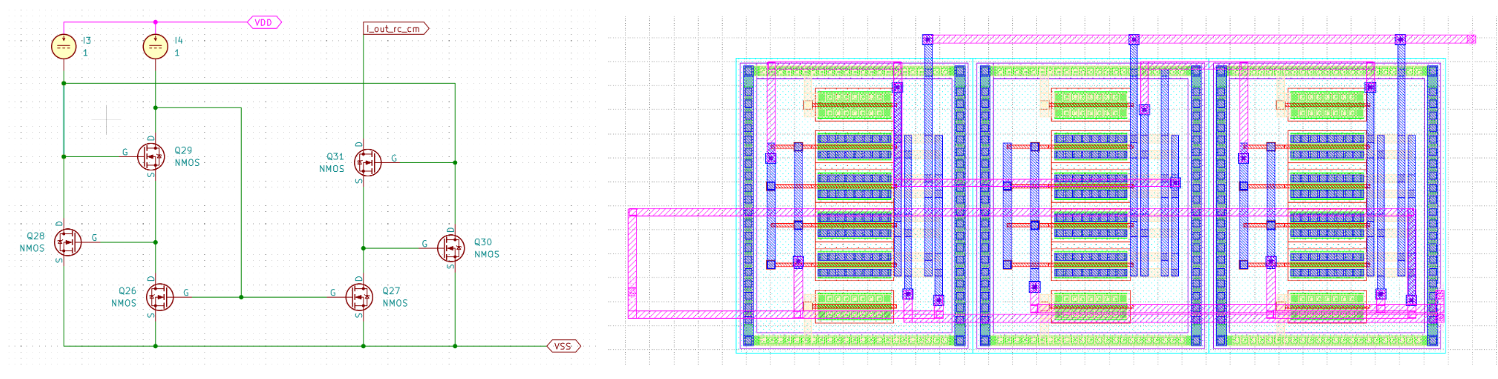 VDD
I_out_rc_cm
I3
1
I4
1
D
Q29
NMOS
G
S
D
Q31
NMOS
G
S
D
Q28
NMOS
G
S
D
Q30
NMOS
G
S
D
Q26
NMOS
G
S
D
Q27
NMOS
G
S
VSS